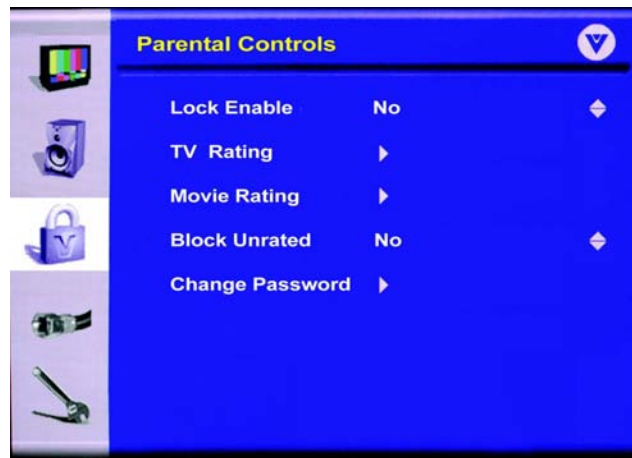 Parental Controls
Lock Enable No
TV Rating
Movie Rating
Block Unrated No
Change Password